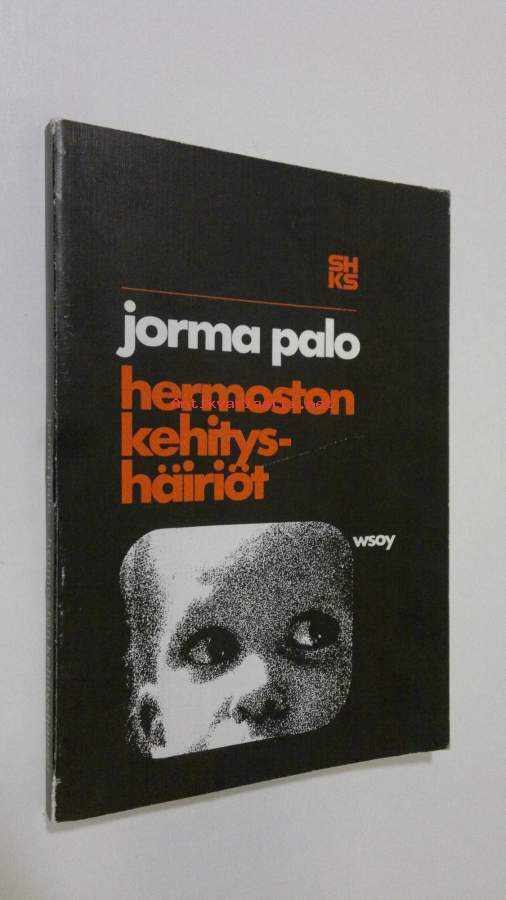 SH
KS
jorma palo
hermoston
kehitys-
häiriöt
wsoy